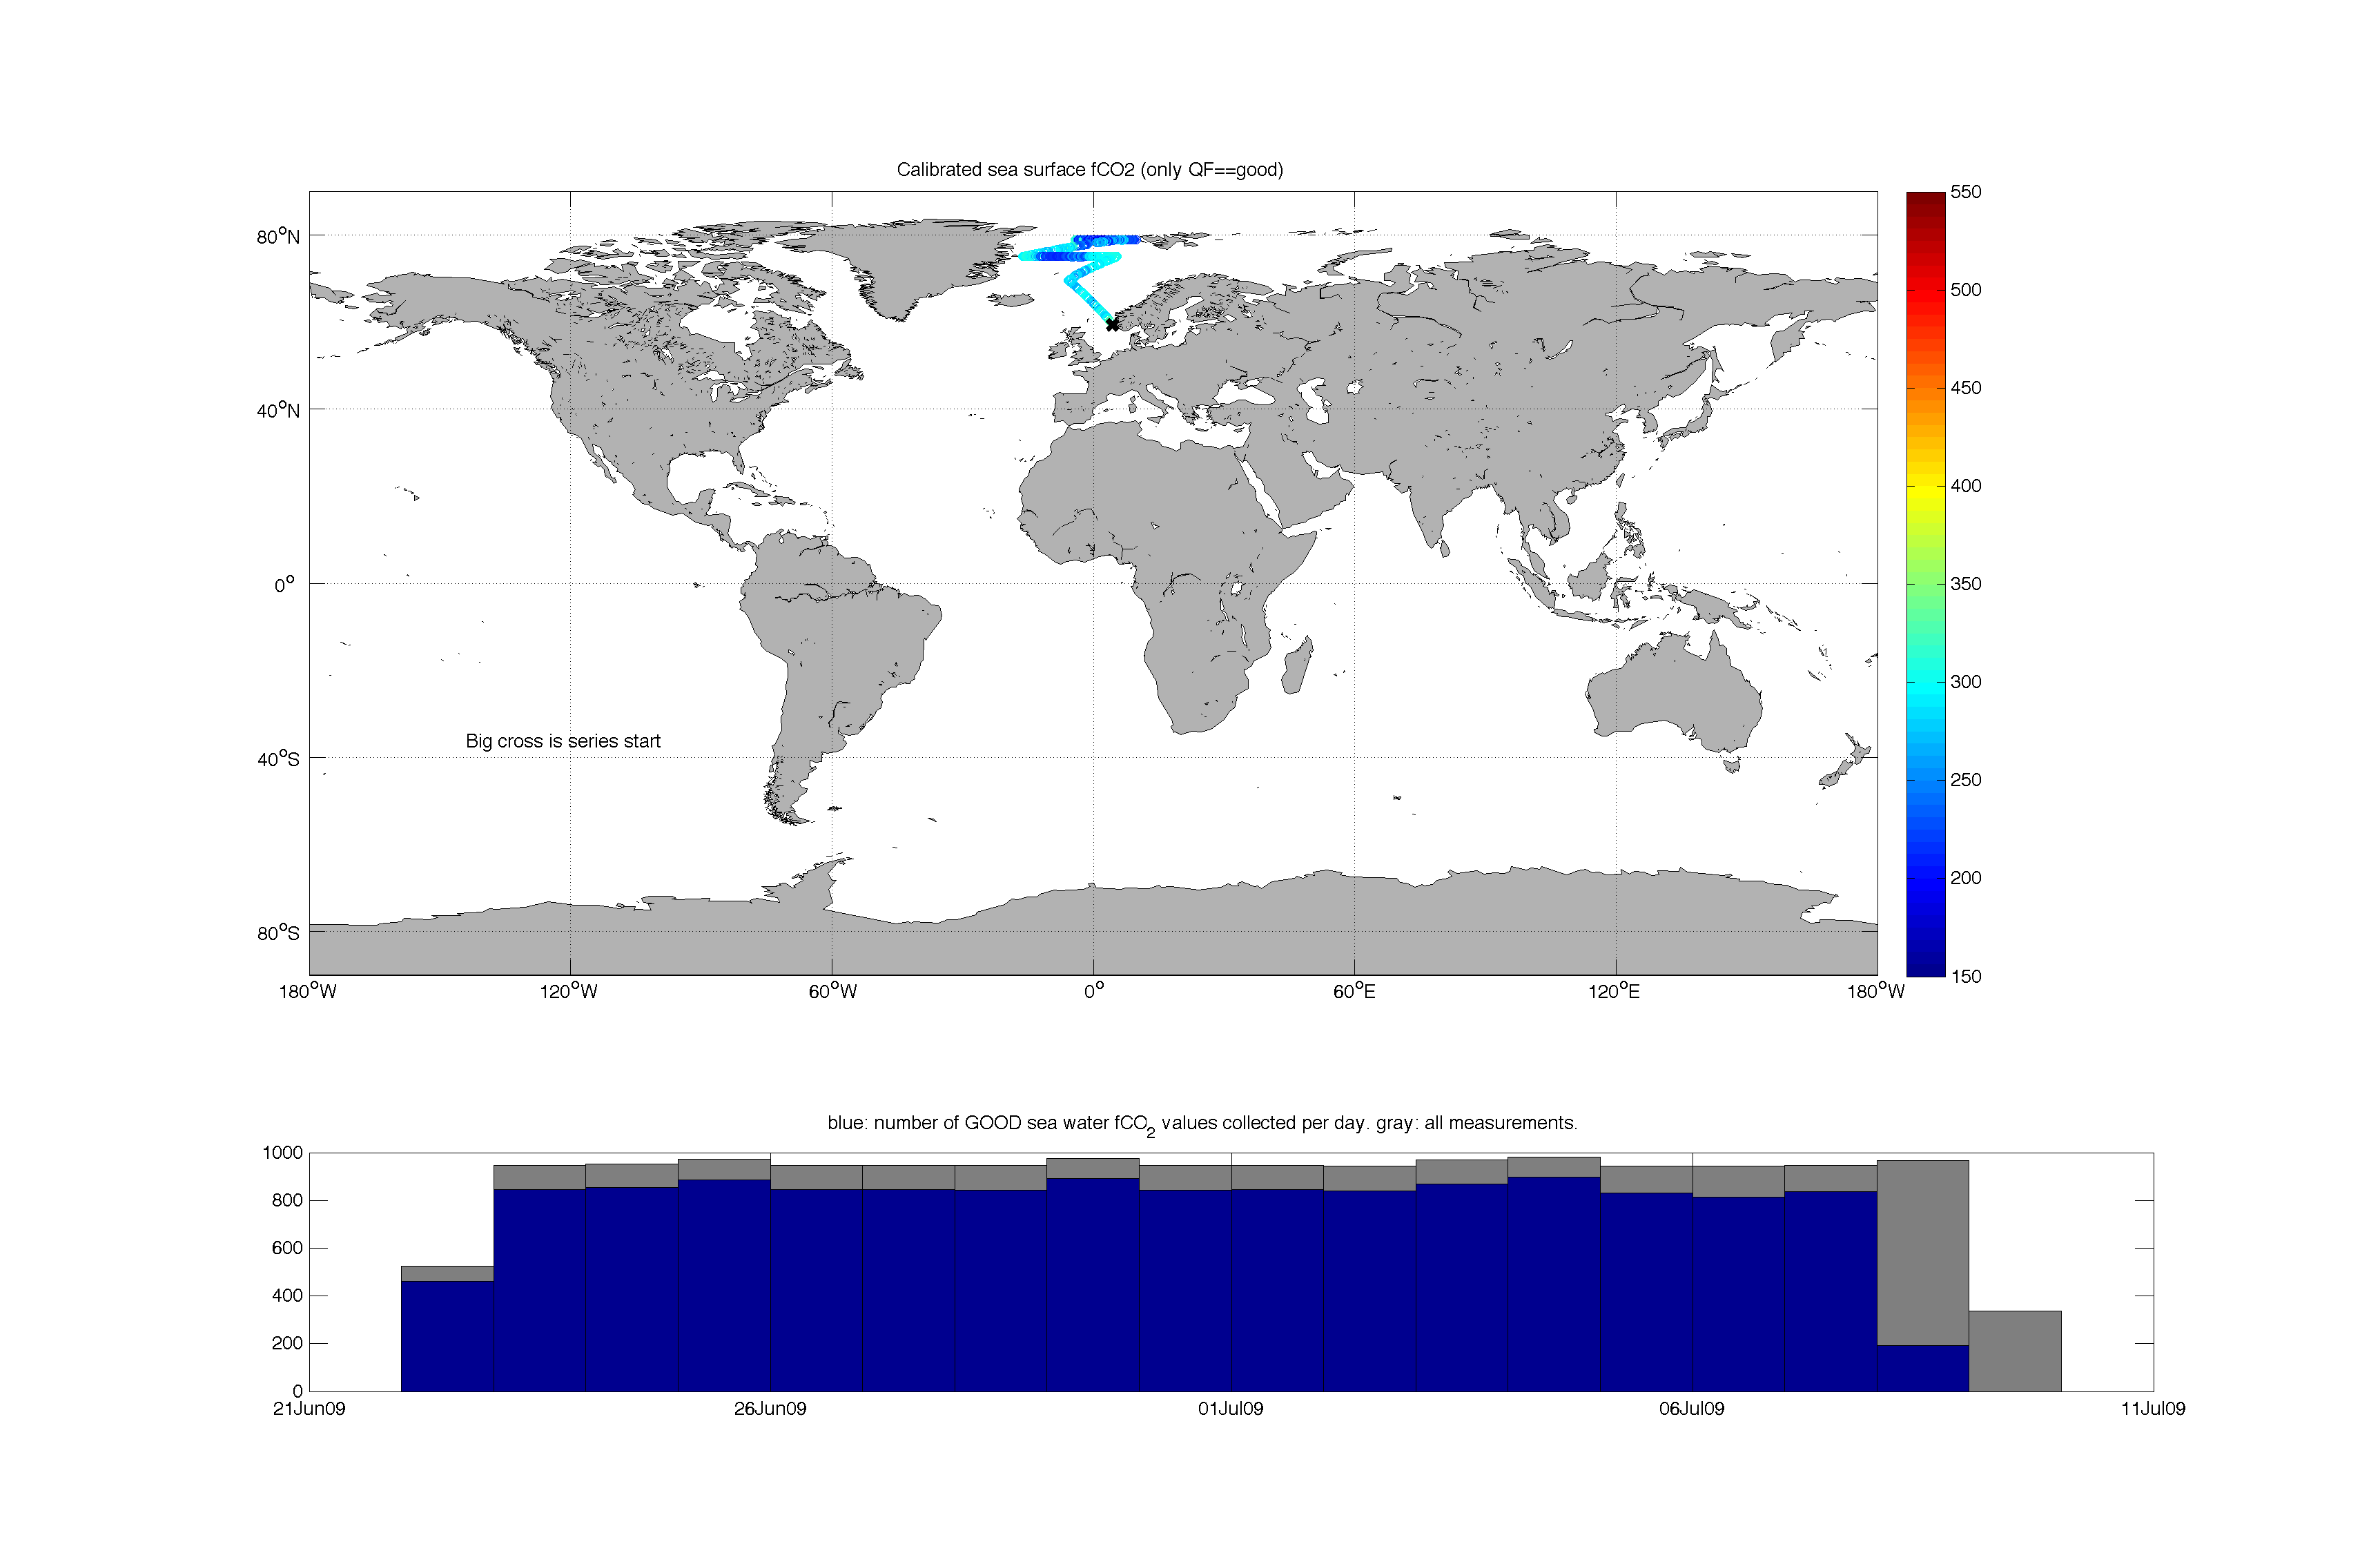 Calibrated sea surface fCO2 (only QF==good)
80°N
40°N
0°
40°S
80°S
Big cross is series start
180°W 120°W 60°W 0° 60°E 120°E 180°W
550
500
450
400
350
300
250
200
150
blue: number of GOOD sea water fCO₂ values collected per day. gray: all measurements.
1000
800
600
400
200
0
21Jun09 26Jun09 01Jul09 06Jul09 11Jul09